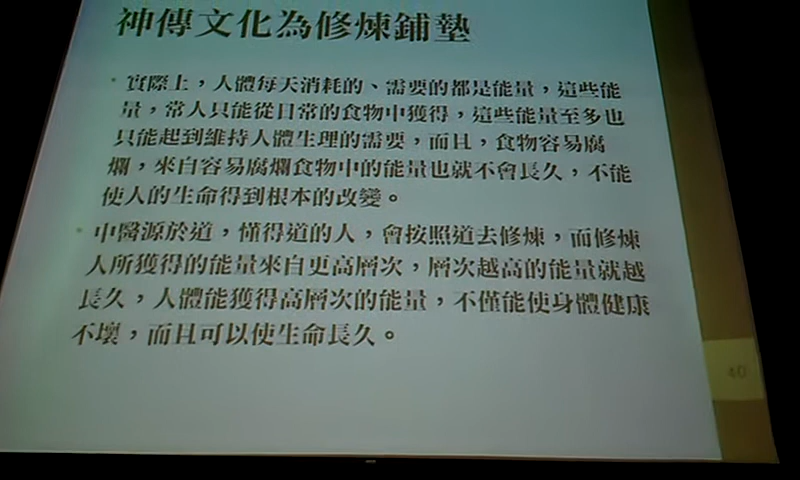 神傳文化為修煉鋪墊
實際上，人體每天消耗的、需要的都是能量，這些能
量，常人只能從日常的食物中獲得，這些能量至多也
只能起到維持人體生理的需要，而且，食物容易腐
爛，來自容易腐爛食物中的能量也就不會長久，不能
使人的生命得到根本的改變。
中醫源於道，懂得道的人，會按照道去修煉，而修煉
人所獲得的能量來自更高層次，層次越高的能量就越
長久，人體能獲得高層次的能量，不僅能使身體健康
不壞，而且可以使生命長久。
60